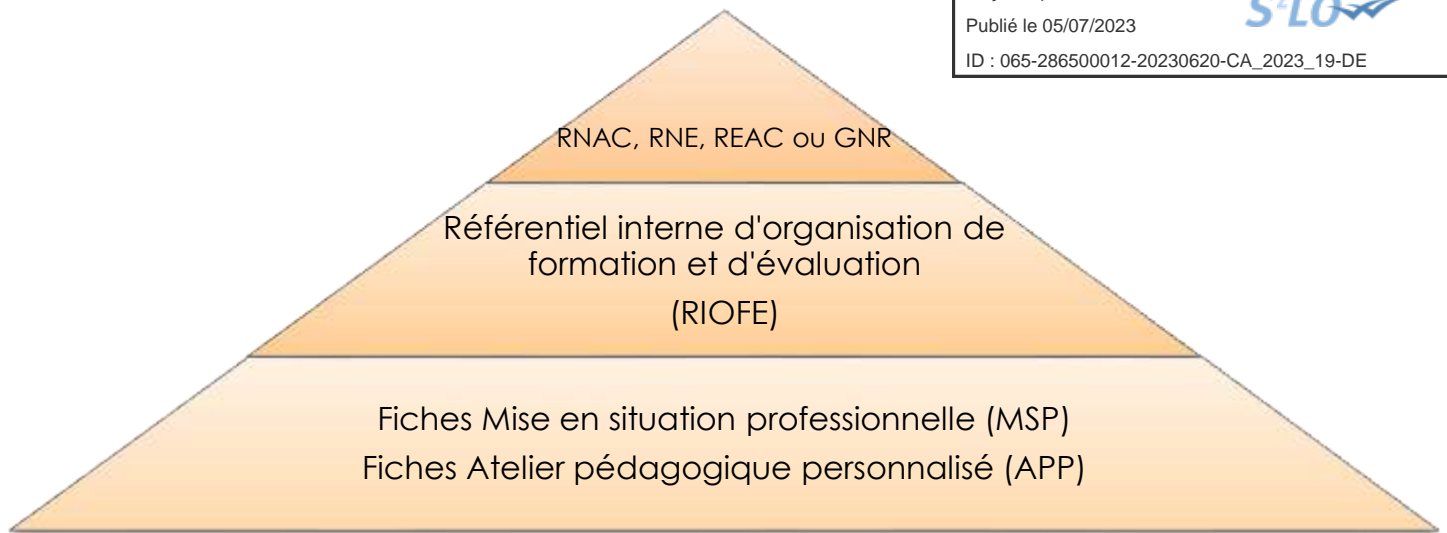 Publié le 05/07/2023
S²LO
ID : 065-286500012-20230620-CA_2023_19-DE
RNAC, RNE, REAC ou GNR
Référentiel interne d'organisation de
formation et d'évaluation
(RIOFE)
Fiches Mise en situation professionnelle (MSP)
Fiches Atelier pédagogique personnalisé (APP)